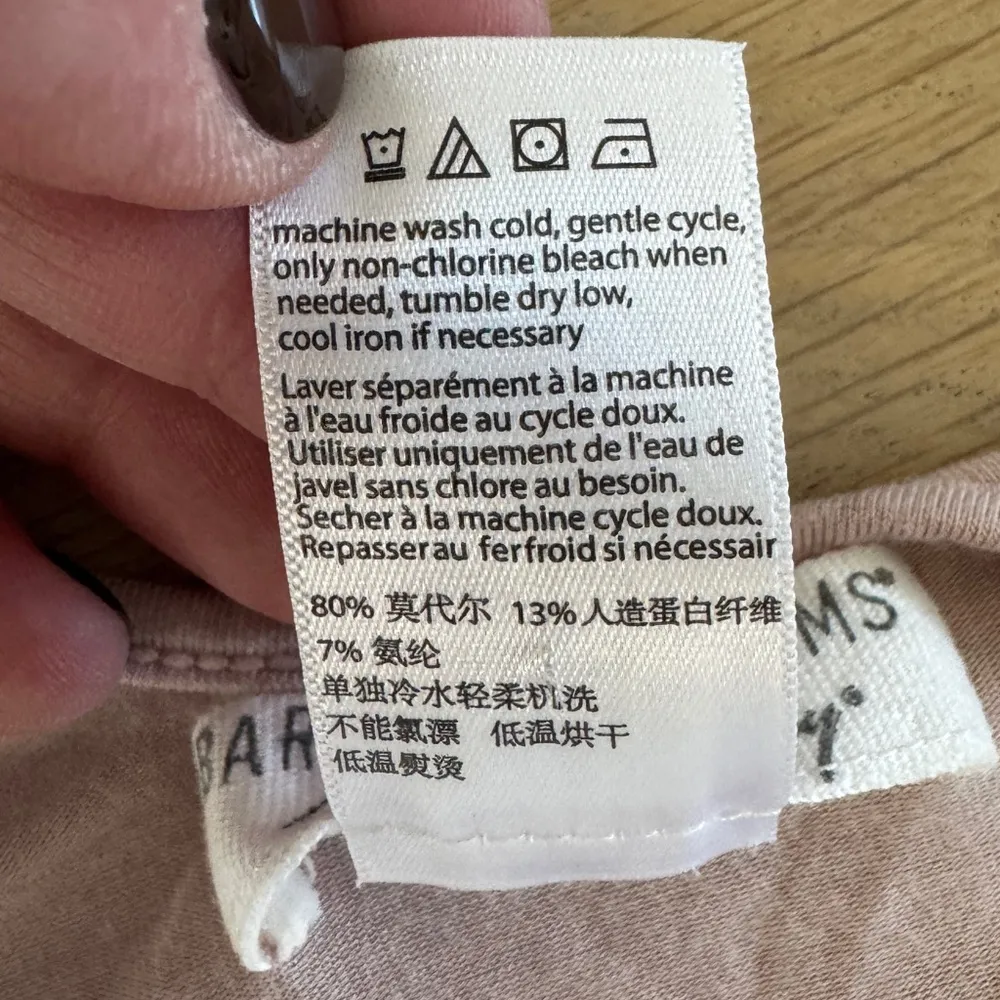 machine wash cold, gentle cycle,
only non-chlorine bleach when
needed, tumble dry low,
cool iron if necessary
Laver séparément à la machine
à l'eau froide au cycle doux.
Utiliser uniquement de l'eau de
javel sans chlore au besoin.
Secher à la machine cycle doux.
Repasser au fer froid si nécessair
80% 莫代尔 13% 人造蛋白纤维
7% 氨纶
单独冷水轻柔机洗
不能氯漂 低温烘干
低温熨烫
BAR
MS